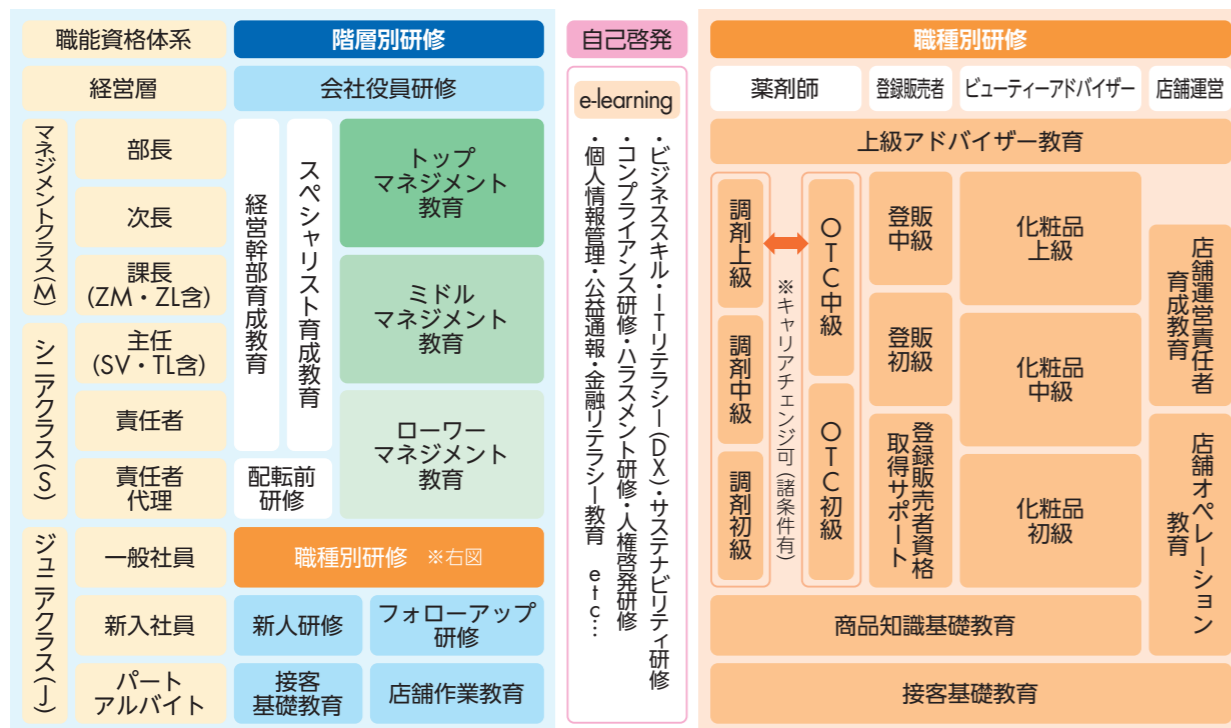 職能資格体系
階層別研修
自己啓発
職種別研修
経営層
会社役員研修
e-learning
薬剤師
登録販売者
ビューティーアドバイザー
店舗運営
マネジメントクラス(M)
部長
次長
課長
(ZM・ZL含)
シニアクラス(S)
主任
(SV・TL含)
責任者
責任者
代理
ジュニアクラス(J)
一般社員
新入社員
パート
アルバイト
経営幹部育成教育
スペシャリスト育成教育
トップ
マネジメント
教育
ミドル
マネジメント
教育
ローワー
マネジメント
教育
配転前
研修
職種別研修 ※右図
新人研修
フォローアップ
研修
接客
基礎教育
店舗作業教育
・ビジネススキル・ITリテラシー(DX)・サステナビリティ研修
・コンプライアンス研修・ハラスメント研修・人権啓発研修
・個人情報管理・公益通報・金融リテラシー教育 etc…
上級アドバイザー教育
調剤上級
調剤中級
調剤初級
※キャリアチェンジ可(諸条件有)
OTC中級
OTC初級
登販
中級
登販
初級
登録販売者資格
取得サポート
化粧品
上級
化粧品
中級
化粧品
初級
店舗運営責任者
育成教育
店舗オペレーション
教育
商品知識基礎教育
接客基礎教育